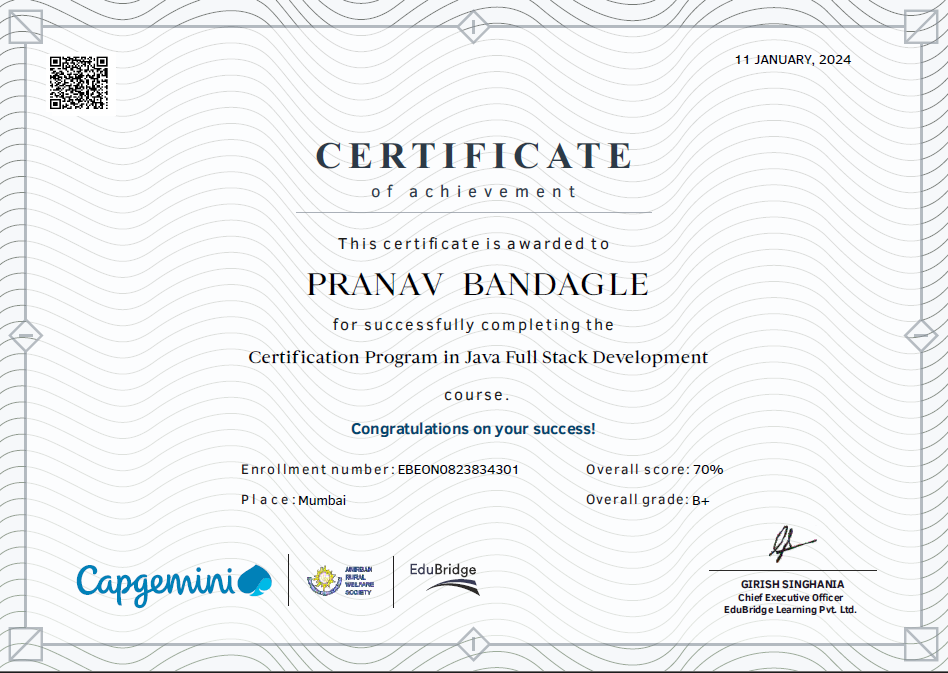 11 JANUARY, 2024
CERTIFICATE
of achievement
This certificate is awarded to
PRANAV BANDAGLE
for successfully completing the
Certification Program in Java Full Stack Development
course.
Congratulations on your success!
Enrollment number: EBEON0823834301
Overall score: 70%
Place: Mumbai
Overall grade: B+
Capgemini
RURAL
WELFARE
SOCIETY
EduBridge
GIRISH SINGHANIA
Chief Executive Officer
EduBridge Learning Pvt. Ltd.